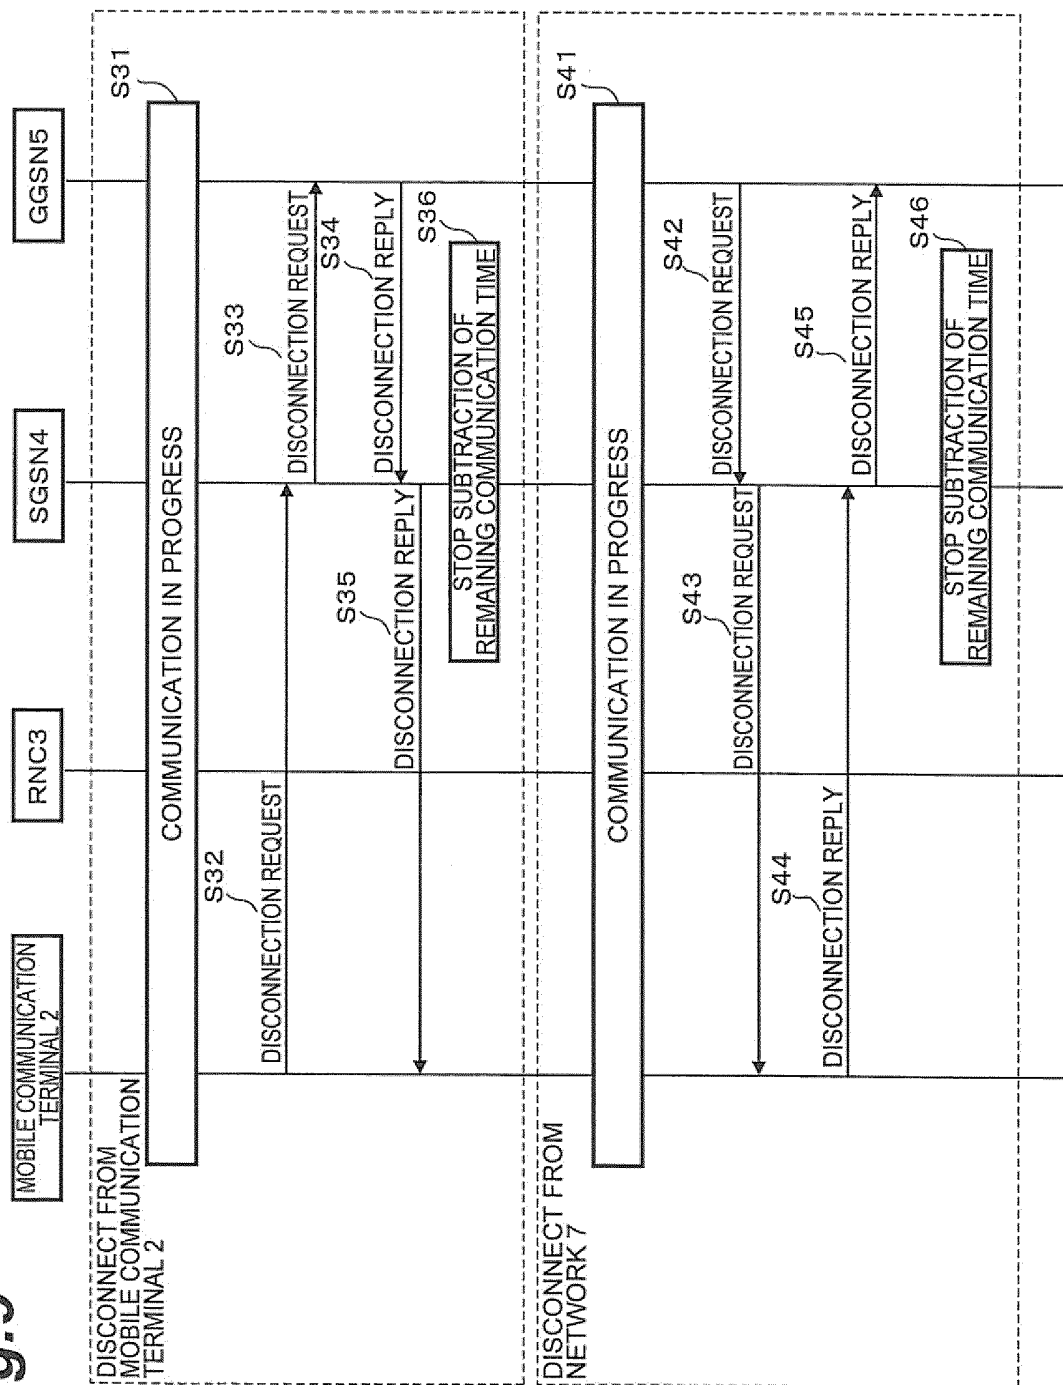 g.5
MOBILE COMMUNICATION
TERMINAL 2
RNC3
SGSN4
GGSN5
DISCONNECT FROM
MOBILE COMMUNICATION
TERMINAL 2
COMMUNICATION IN PROGRESS
S31
S32
DISCONNECTION REQUEST
S33
DISCONNECTION REQUEST
S34
DISCONNECTION REPLY
S35
DISCONNECTION REPLY
S36
STOP SUBTRACTION OF
REMAINING COMMUNICATION TIME
DISCONNECT FROM
NETWORK 7
COMMUNICATION IN PROGRESS
S41
S42
DISCONNECTION REQUEST
S43
DISCONNECTION REQUEST
S44
DISCONNECTION REPLY
S45
DISCONNECTION REPLY
S46
STOP SUBTRACTION OF
REMAINING COMMUNICATION TIME